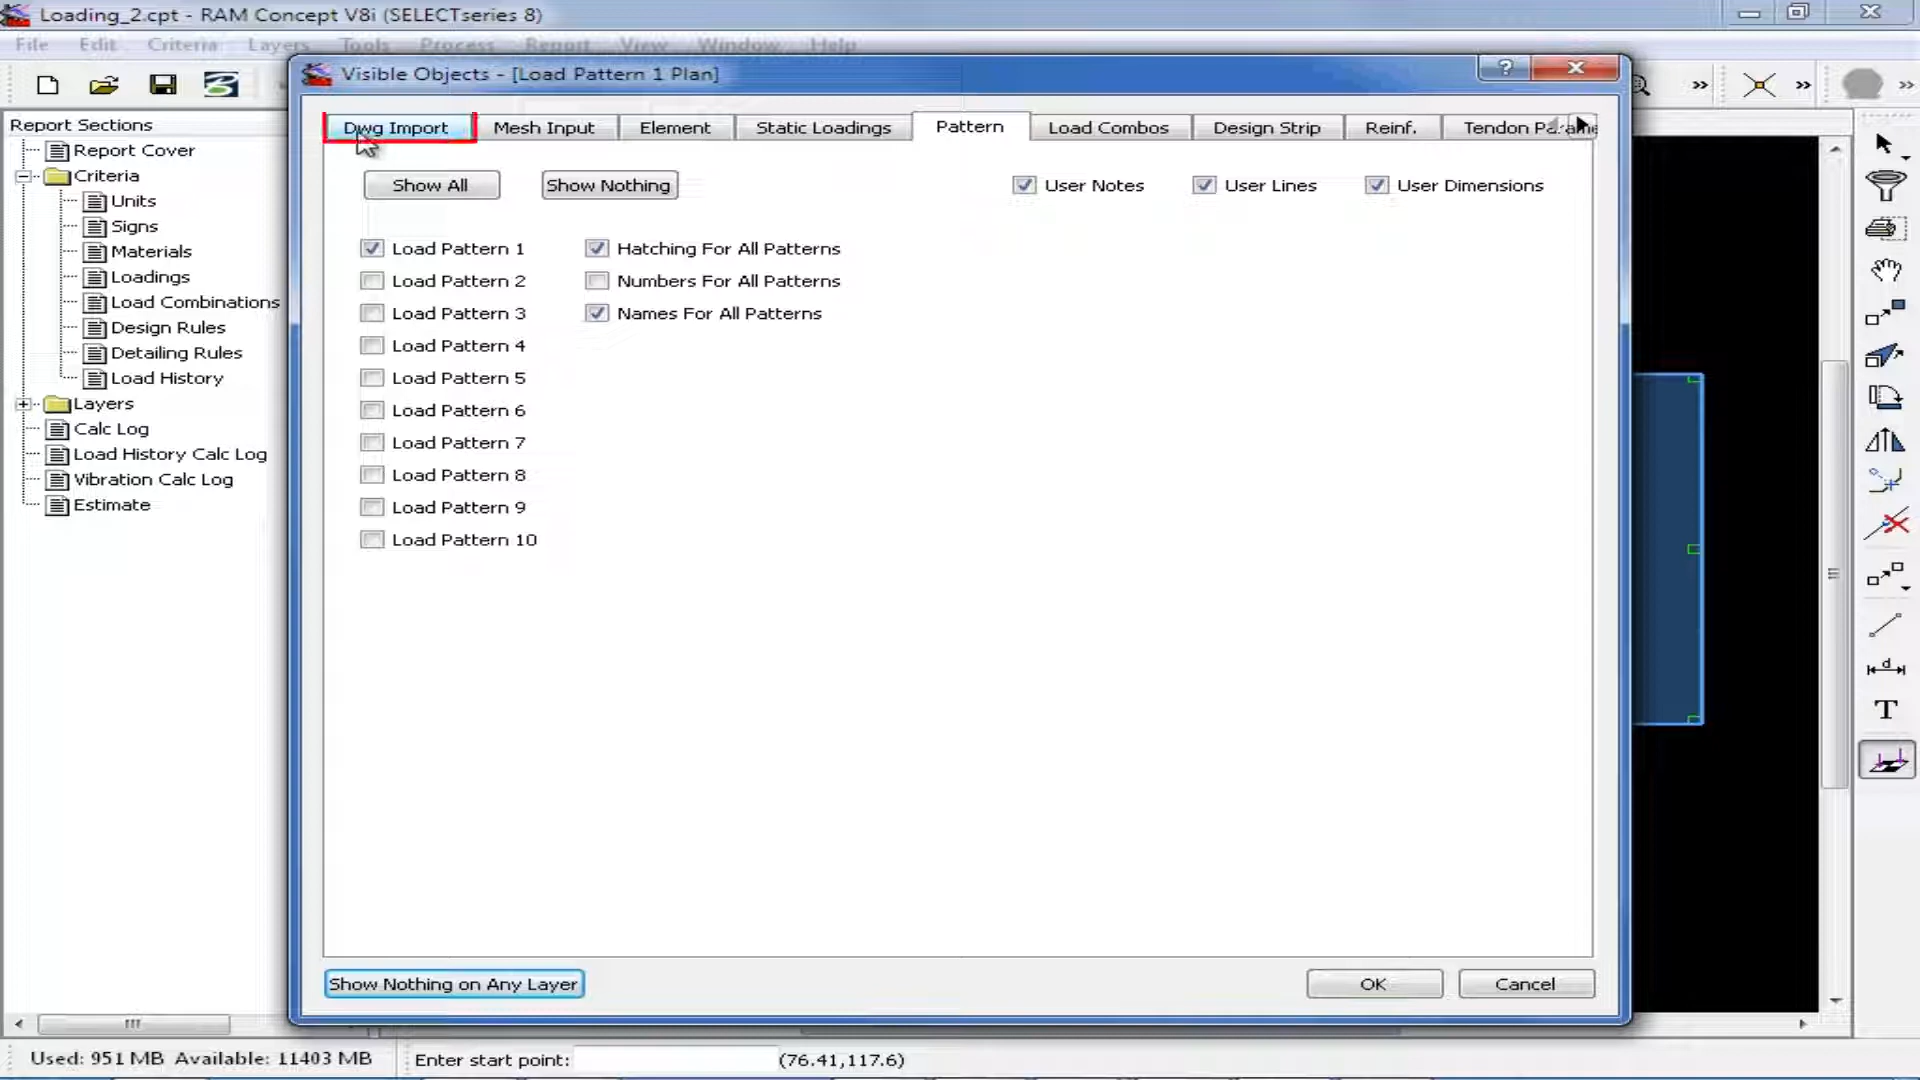 Loading_2.cpt - RAM Concept V8i (SELECTseries 8)
File Edit Criteria Layers Tools Process Report View Window Help
Visible Objects - [Load Pattern 1 Plan]
Report Sections
Report Cover
Criteria
Units
Signs
Materials
Loadings
Load Combinations
Design Rules
Detailing Rules
Load History
Layers
Calc Log
Load History Calc Log
Vibration Calc Log
Estimate
Dwg Import Mesh Input Element Static Loadings Pattern Load Combos Design Strip Reinf. Tendon
Show All Show Nothing User Notes User Lines User Dimensions
Load Pattern 1 Hatching For All Patterns
Load Pattern 2 Numbers For All Patterns
Load Pattern 3 Names For All Patterns
Load Pattern 4
Load Pattern 5
Load Pattern 6
Load Pattern 7
Load Pattern 8
Load Pattern 9
Load Pattern 10
Show Nothing on Any Layer OK Cancel
Used: 951 MB Available: 11403 MB Enter start point: (76.41,117.6)